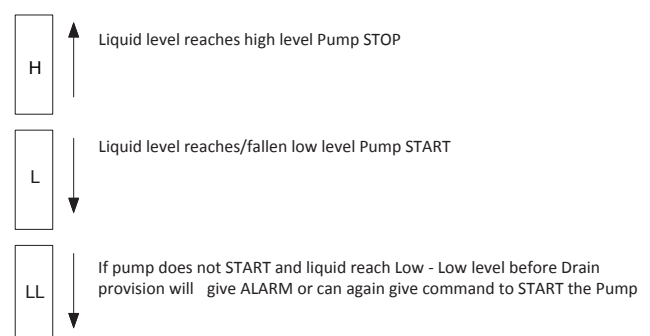 H
Liquid level reaches high level Pump STOP
L
Liquid level reaches/fallen low level Pump START
LL
If pump does not START and liquid reach Low - Low level before Drain
provision will give ALARM or can again give command to START the Pump